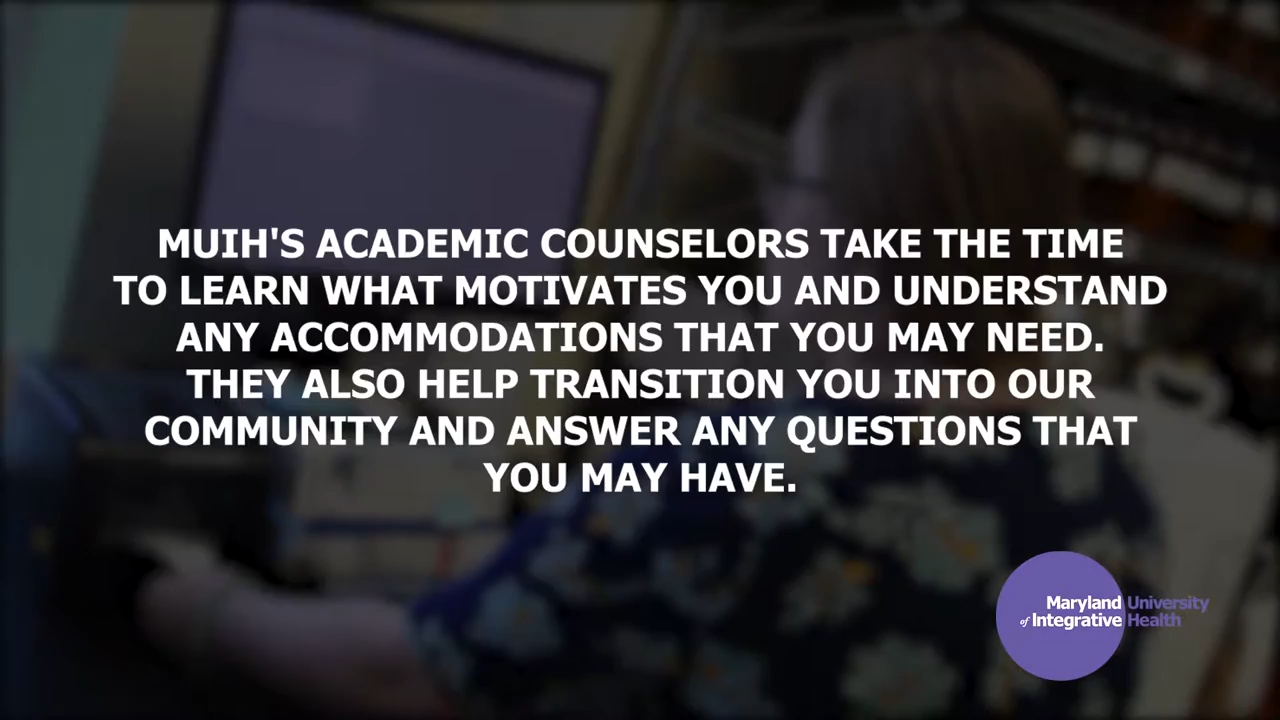 MUIH'S ACADEMIC COUNSELORS TAKE THE TIME
TO LEARN WHAT MOTIVATES YOU AND UNDERSTAND
ANY ACCOMMODATIONS THAT YOU MAY NEED.
THEY ALSO HELP TRANSITION YOU INTO OUR
COMMUNITY AND ANSWER ANY QUESTIONS THAT
YOU MAY HAVE.
Maryland University
of Integrative Health